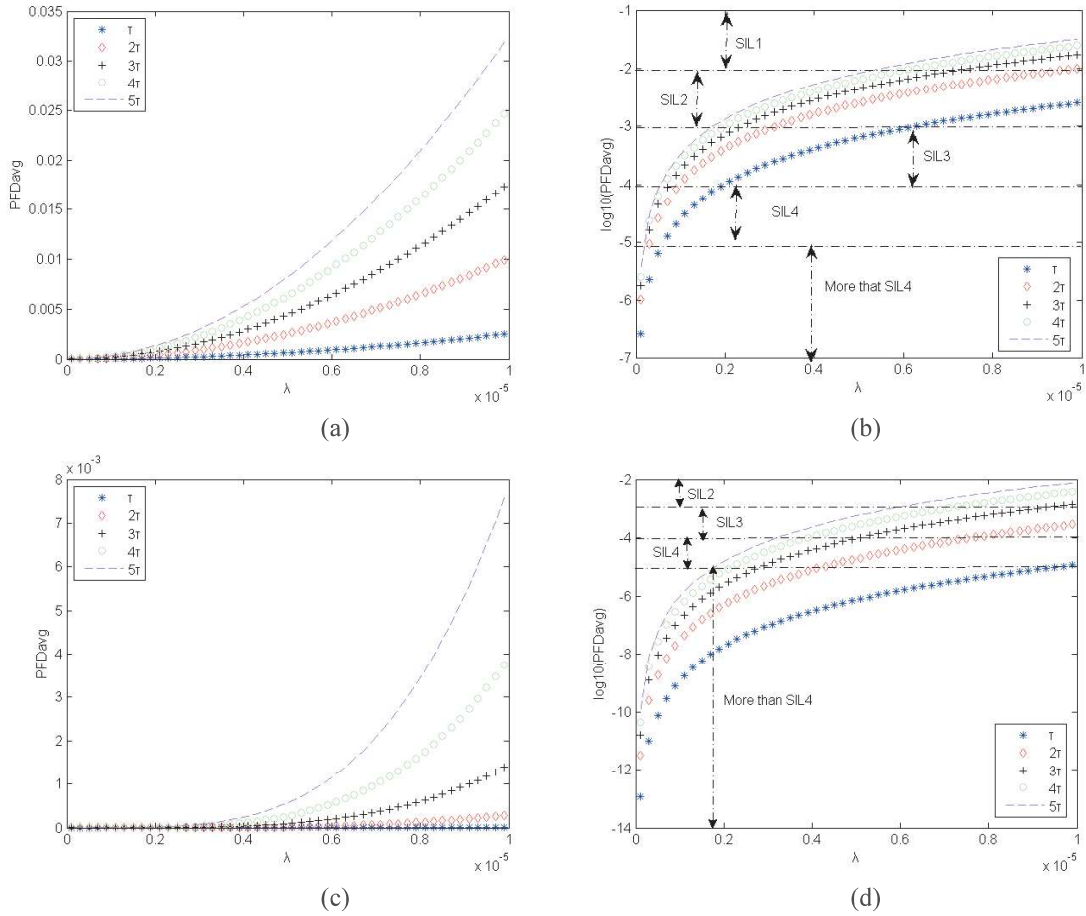 0.035
0.03
0.025
0.02
0.015
0.01
0.005
0
PFDavg
τ
2τ
3τ
4τ
5τ
0 0.2 0.4 0.6 0.8 1
λ
x 10⁻⁵
(a)
-1
-2
-3
-4
-5
-6
-7
log10(PFDavg)
SIL1
SIL2
SIL3
SIL4
More that SIL4
τ
2τ
3τ
4τ
5τ
0 0.2 0.4 0.6 0.8 1
λ
x 10⁻⁵
(b)
x 10⁻³
8
7
6
5
4
3
2
1
0
PFDavg
τ
2τ
3τ
4τ
5τ
0 0.2 0.4 0.6 0.8 1
λ
x 10⁻⁵
(c)
-2
-4
-6
-8
-10
-12
-14
log10(PFDavg)
SIL2
SIL3
SIL4
More than SIL4
τ
2τ
3τ
4τ
5τ
0 0.2 0.4 0.6 0.8 1
λ
x 10⁻⁵
(d)